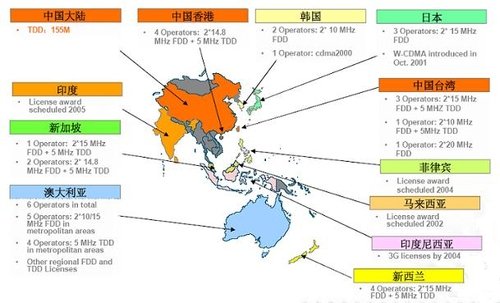 中国大陆
• TDD: 155M
中国香港
• 4 Operators: 2*14.8
MHz FDD + 5 MHz TDD
韩国
• 2 Operators: 2* 10 MHz
FDD
• 1 Operator: cdma2000
日本
• 3 Operators: 2* 15 MHz
FDD
• W-CDMA introduced in
Oct. 2001
印度
• License award
scheduled 2005
新加坡
• 1 Operator: 2*15 MHz
FDD + 5 MHz TDD
• 2 Operators: 2* 14.8
MHz FDD + 5 MHz TDD
澳大利亚
• 6 Operators in total
• 5 Operators: 2*10/15
MHz FDD in
metropolitan areas
• 4 Operators: 5 MHz TDD
in metropolitan areas
• Other regional FDD and
TDD Licenses
中国台湾
• 3 Operators: 2*15 MHz
FDD + 5 MHZ TDD
• 1 Operator: 2*10 MHz
FDD + 5MHz TDD
• 1 Operator: 2*20 MHz
FDD
菲律宾
• License award
scheduled 2004
马来西亚
• License award
scheduled 2002
印度尼西亚
• 3G licenses by 2004
新西兰
• 4 Operators: 2*15 MHz
FDD + 5 MHz TDD